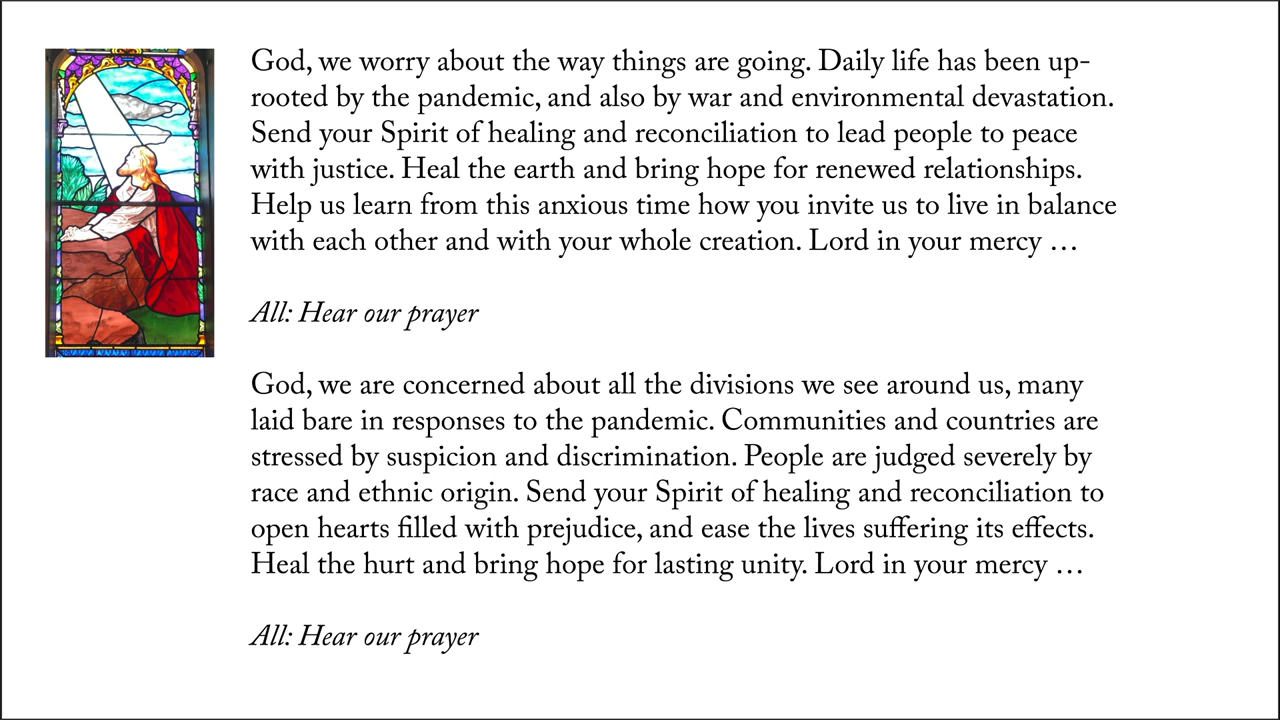 God, we worry about the way things are going. Daily life has been up-
rooted by the pandemic, and also by war and environmental devastation.
Send your Spirit of healing and reconciliation to lead people to peace
with justice. Heal the earth and bring hope for renewed relationships.
Help us learn from this anxious time how you invite us to live in balance
with each other and with your whole creation. Lord in your mercy …
All: Hear our prayer
God, we are concerned about all the divisions we see around us, many
laid bare in responses to the pandemic. Communities and countries are
stressed by suspicion and discrimination. People are judged severely by
race and ethnic origin. Send your Spirit of healing and reconciliation to
open hearts filled with prejudice, and ease the lives suffering its effects.
Heal the hurt and bring hope for lasting unity. Lord in your mercy …
All: Hear our prayer